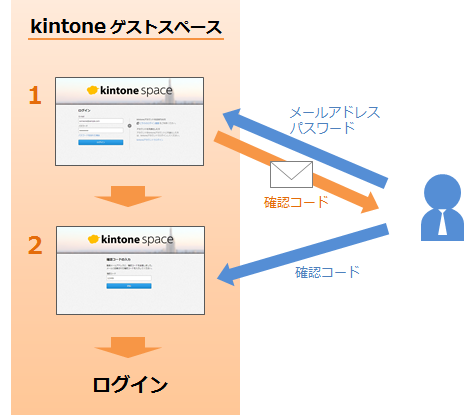 kintone ゲストスペース
1
kintone space
ログイン
メールアドレス
パスワード
確認コード
2
kintone space
確認コードの入力
確認コード
ログイン